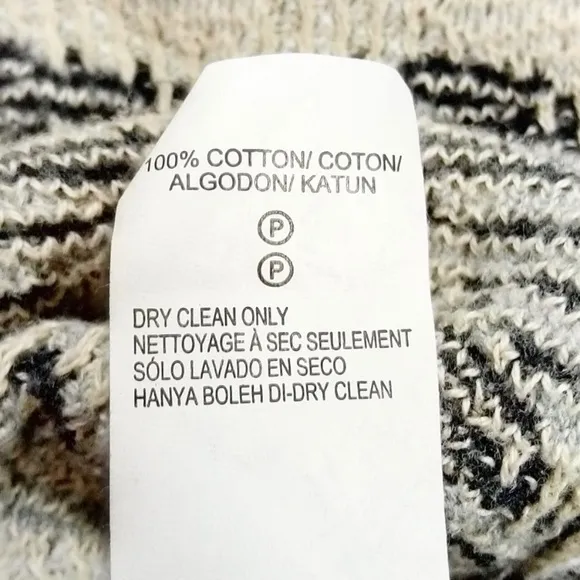 100% COTTON/ COTON/
ALGODON/ KATUN
P
P
DRY CLEAN ONLY
NETTOYAGE À SEC SEULEMENT
SÓLO LAVADO EN SECO
HANYA BOLEH DI-DRY CLEAN